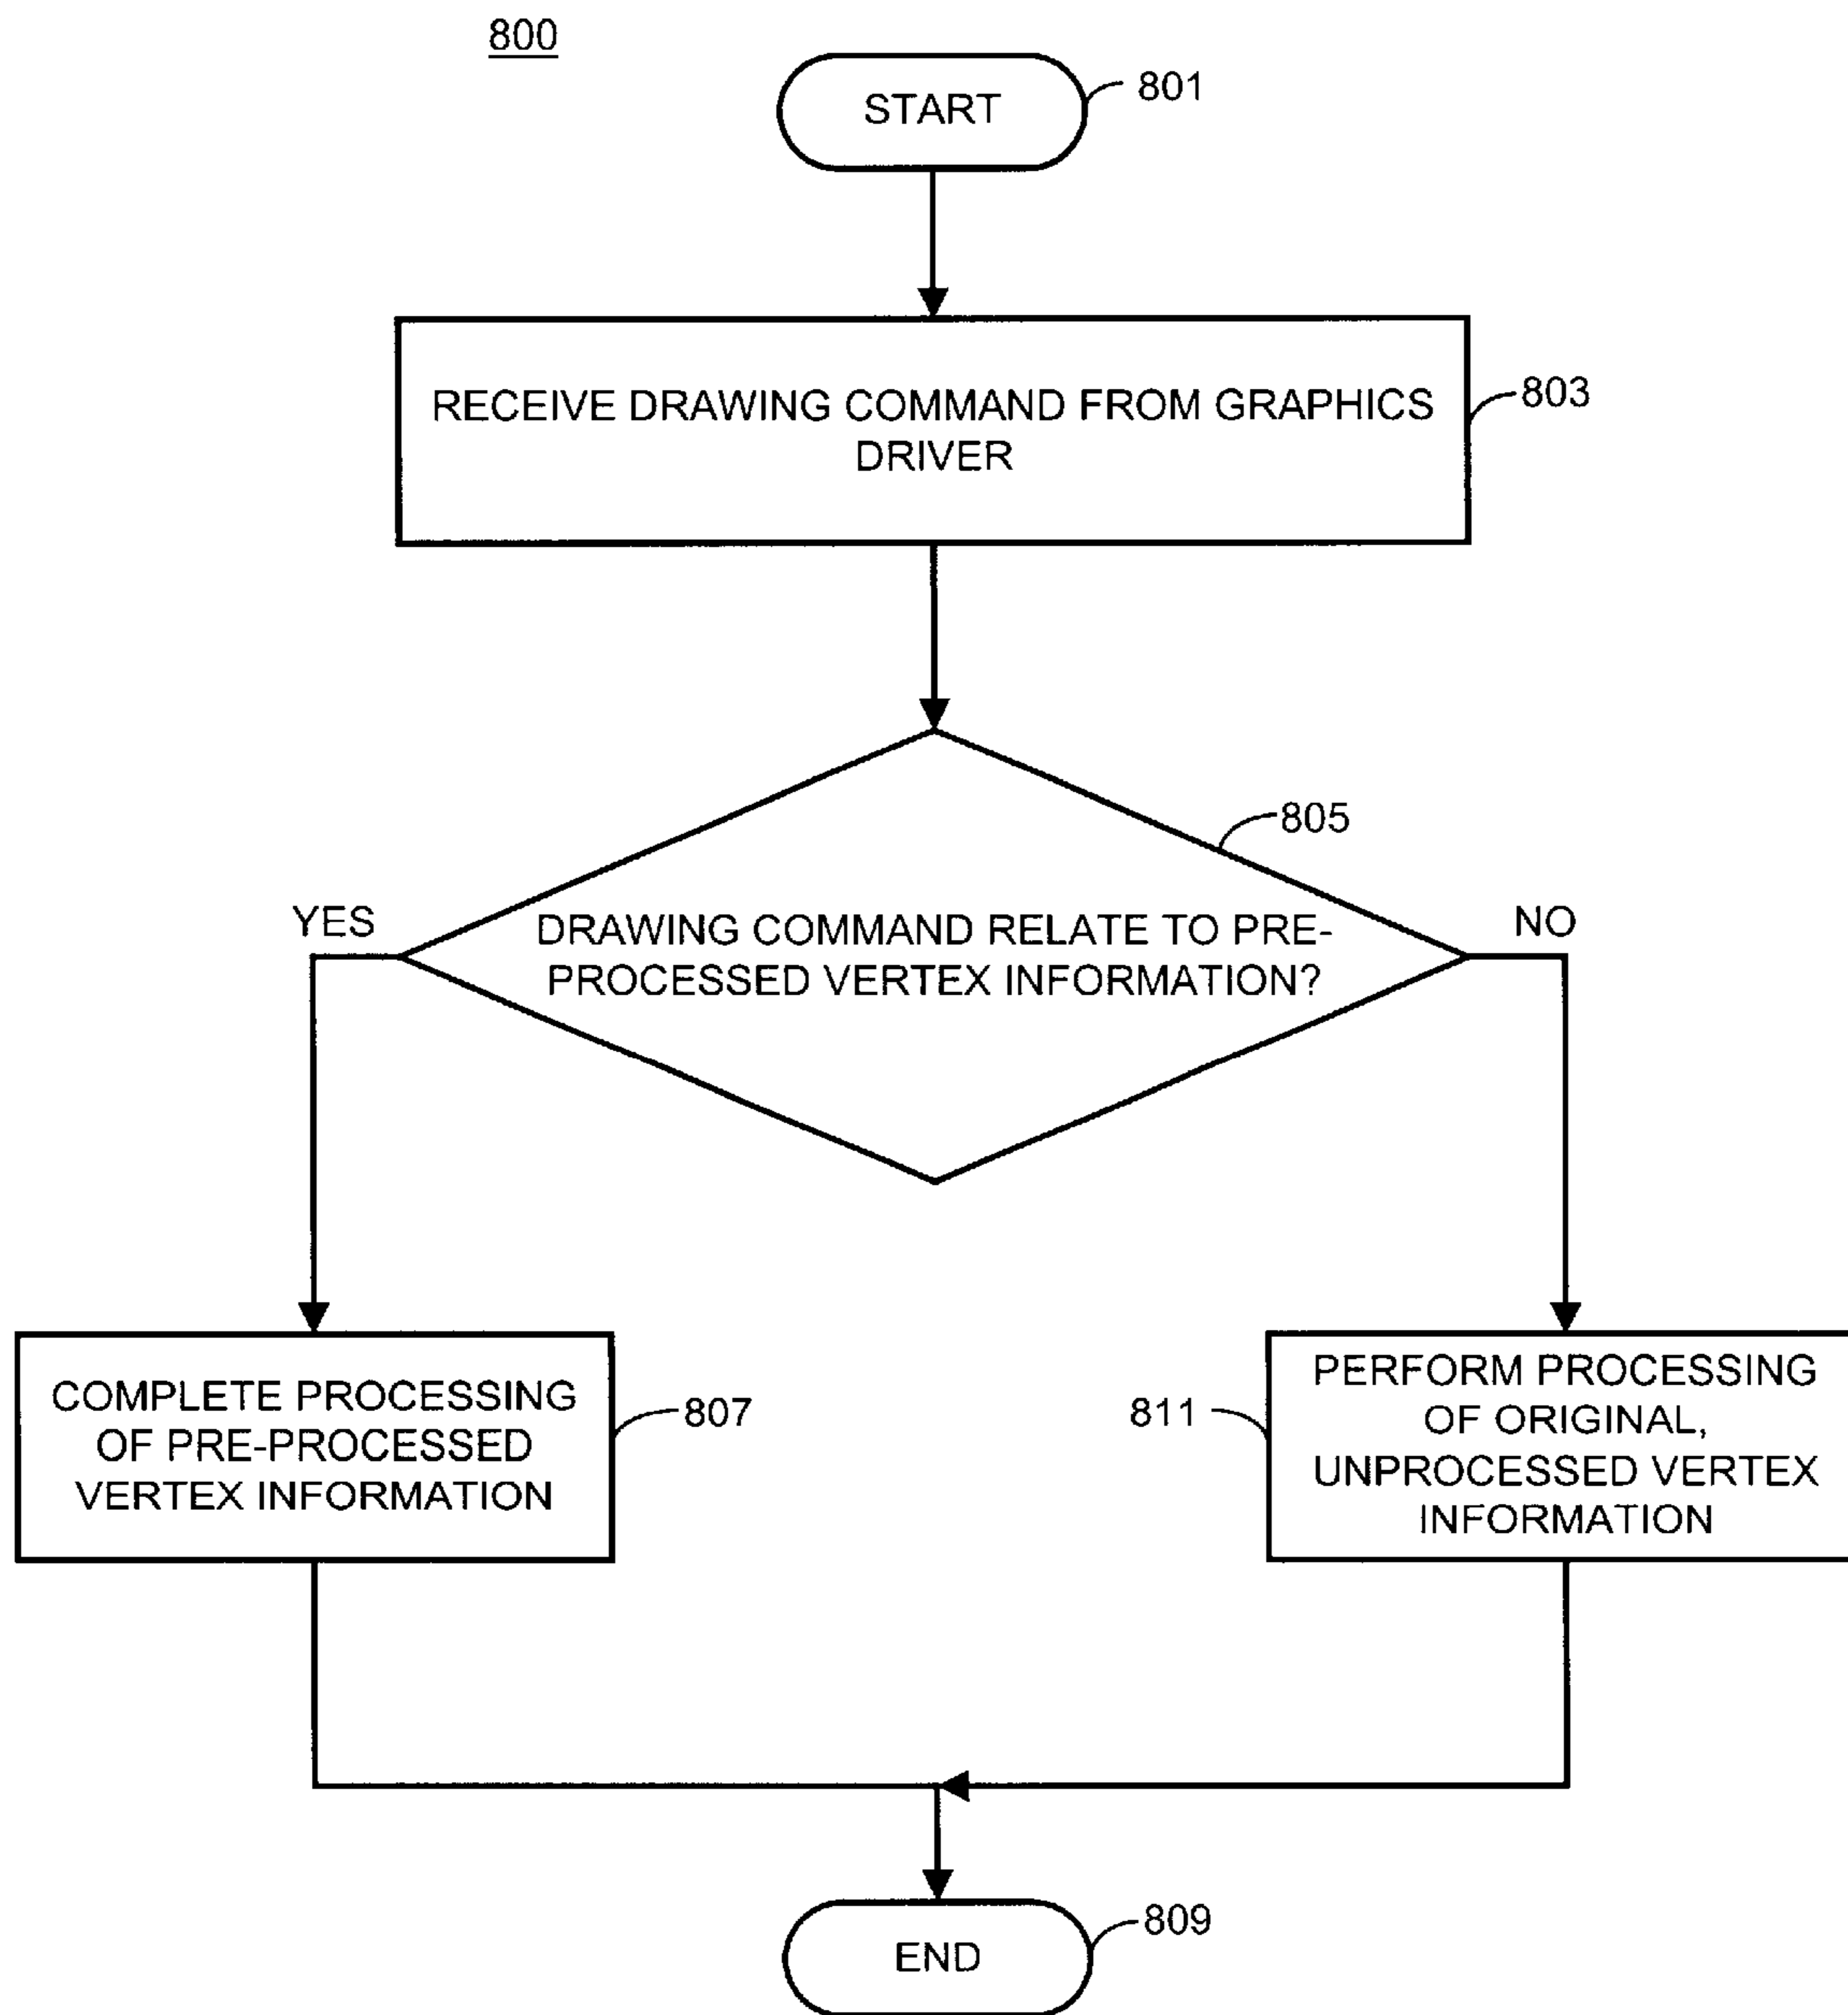 800
START
801
RECEIVE DRAWING COMMAND FROM GRAPHICS
DRIVER
803
805
DRAWING COMMAND RELATE TO PRE-
PROCESSED VERTEX INFORMATION?
YES
NO
COMPLETE PROCESSING
OF PRE-PROCESSED
VERTEX INFORMATION
807
811
PERFORM PROCESSING
OF ORIGINAL,
UNPROCESSED VERTEX
INFORMATION
END
809